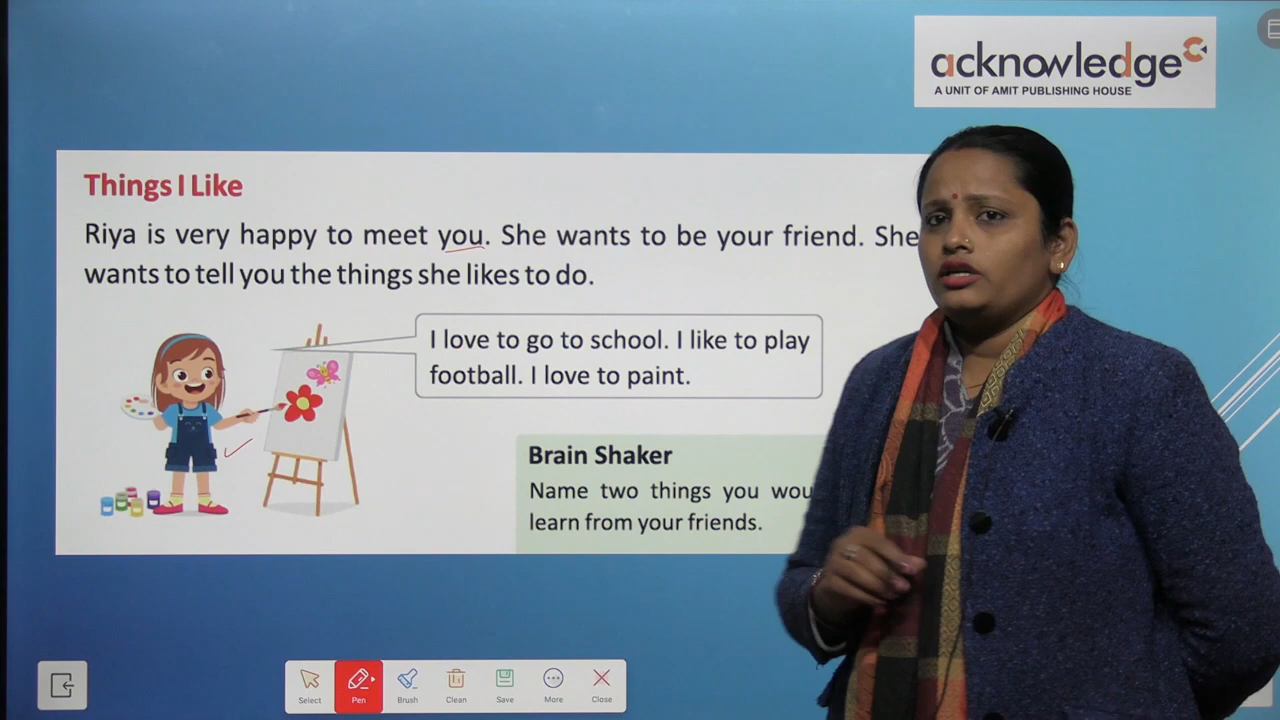 acknowledge
A UNIT OF AMIT PUBLISHING HOUSE
Things I Like
Riya is very happy to meet you. She wants to be your friend. She
wants to tell you the things she likes to do.
I love to go to school. I like to play
football. I love to paint.
Brain Shaker
Name two things you
learn from your friends.
Select
Pen
Brush
Clean
Save
More
Close